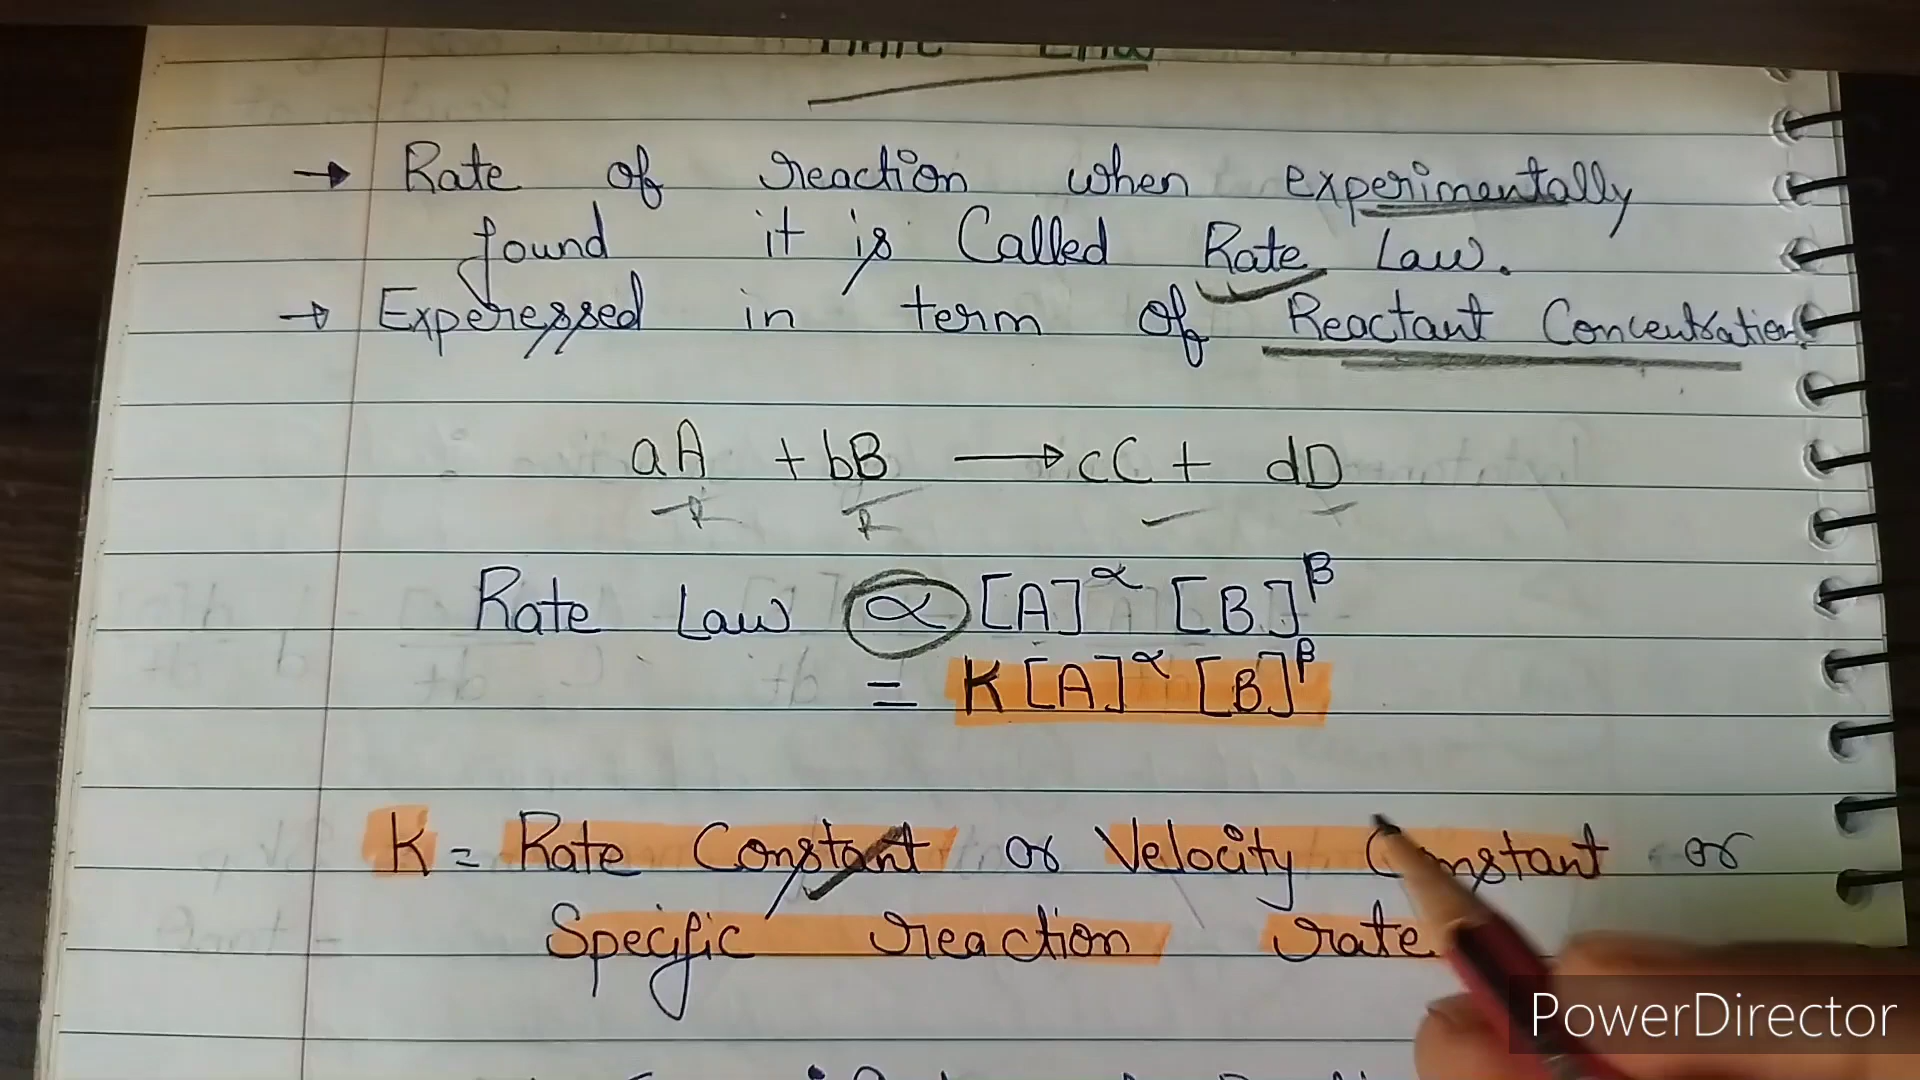 → Rate of reaction when experimentally
found it is Called Rate Law.
→ Experessed in term of Reactant Concentration
aA + bB → cC + dD
R R
Rate Law ∝ [A]^α [B]^β
= K[A]^α [B]^β
K = Rate Constant or Velocity Constant or
Specific reaction rate
PowerDirector